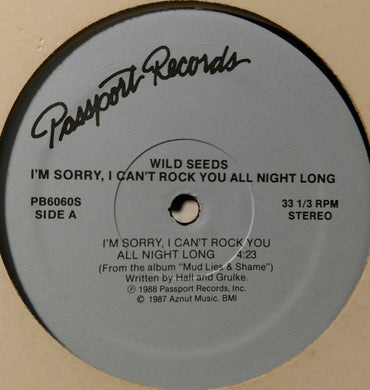 Passport Records
WILD SEEDS
I'M SORRY, I CAN'T ROCK YOU ALL NIGHT LONG
PB6060S
SIDE A
33 1/3 RPM
STEREO
I'M SORRY, I CAN'T ROCK YOU
ALL NIGHT LONG 4:23
(From the album "Mud Lies & Shame")
Written by Hall and Grulke.
Ⓟ 1988 Passport Records, Inc.
© 1987 Aznut Music, BMI